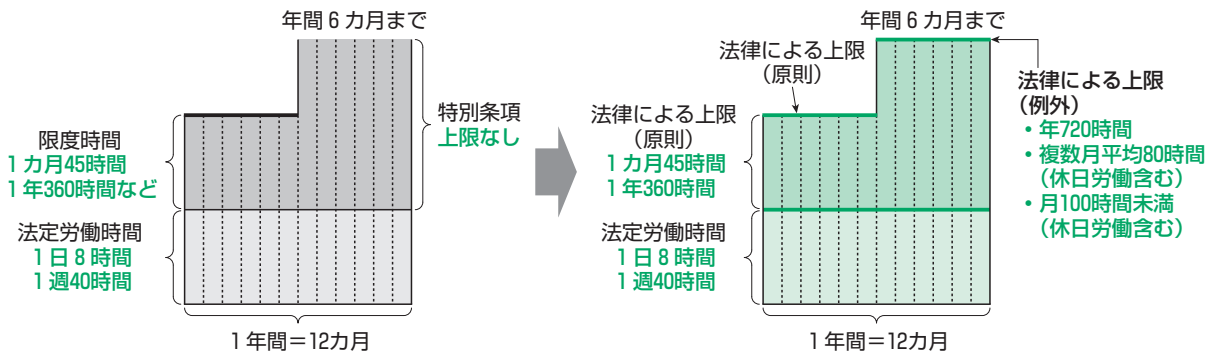 年間6カ月まで
限度時間
1カ月45時間
1年360時間など
特別条項
上限なし
法定労働時間
1日8時間
1週40時間
1年間＝12カ月
年間6カ月まで
法律による上限
（原則）
法律による上限
（原則）
1カ月45時間
1年360時間
法律による上限
（例外）
・年720時間
・複数月平均80時間
（休日労働含む）
・月100時間未満
（休日労働含む）
法定労働時間
1日8時間
1週40時間
1年間＝12カ月